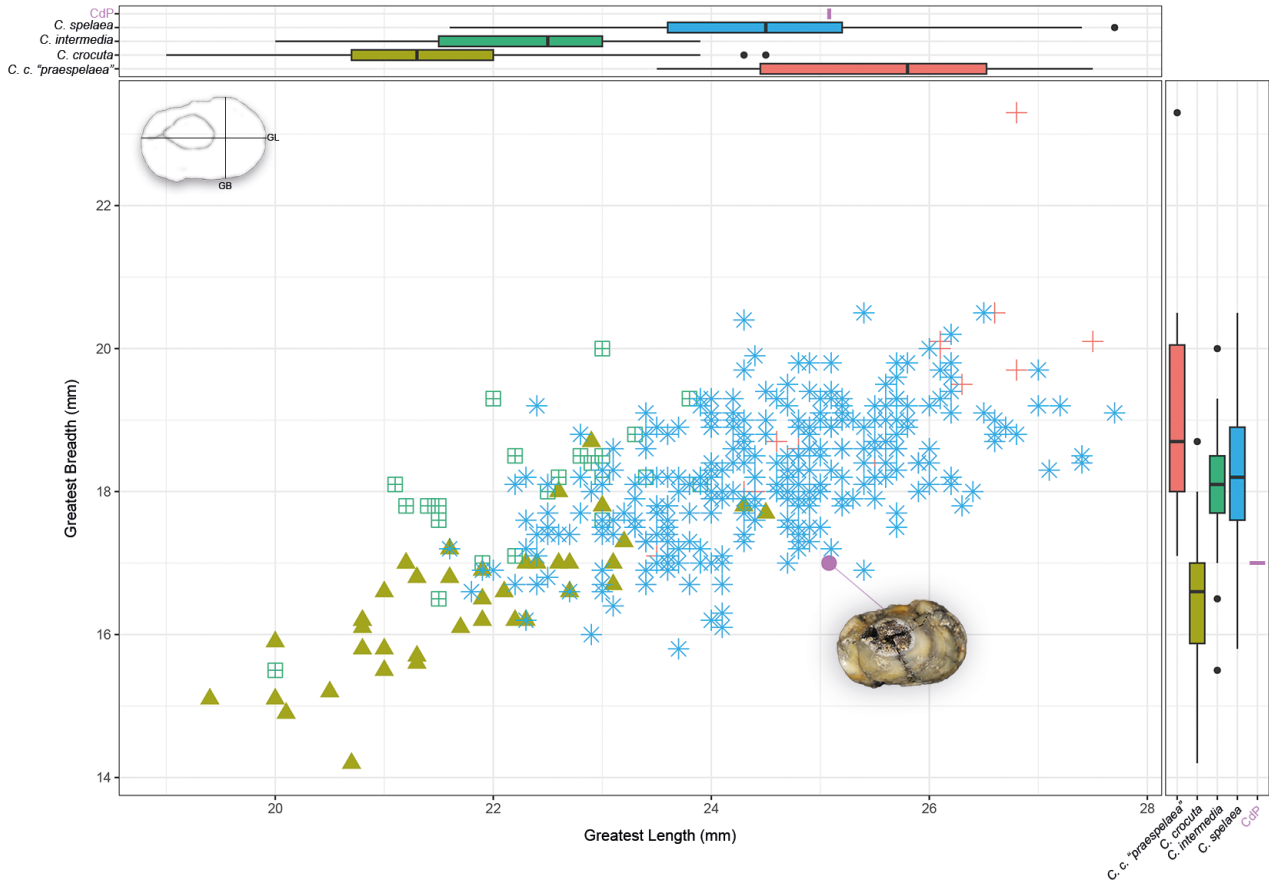 CdP
C. spelaea
C. intermedia
C. crocuta
C. c. “praespelaea”
GL
GB
22
20
18
16
14
Greatest Breadth (mm)
20 22 24 26 28
Greatest Length (mm)
C. c. “praespelaea”
C. crocuta
C. intermedia
C. spelaea
CdP